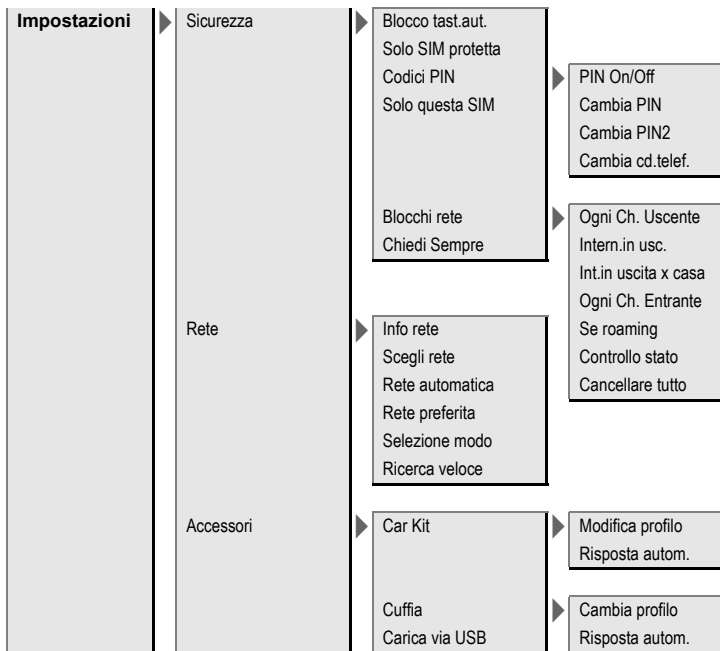 Impostazioni
Sicurezza
Blocco tast.aut.
Solo SIM protetta
Codici PIN
PIN On/Off
Solo questa SIM
Cambia PIN
Cambia PIN2
Cambia cd.telef.
Blocchi rete
Ogni Ch. Uscente
Chiedi Sempre
Intern.in usc.
Int.in uscita x casa
Ogni Ch. Entrante
Rete
Info rete
Se roaming
Scegli rete
Controllo stato
Rete automatica
Cancellare tutto
Rete preferita
Selezione modo
Ricerca veloce
Accessori
Car Kit
Modifica profilo
Risposta autom.
Cuffia
Cambia profilo
Carica via USB
Risposta autom.